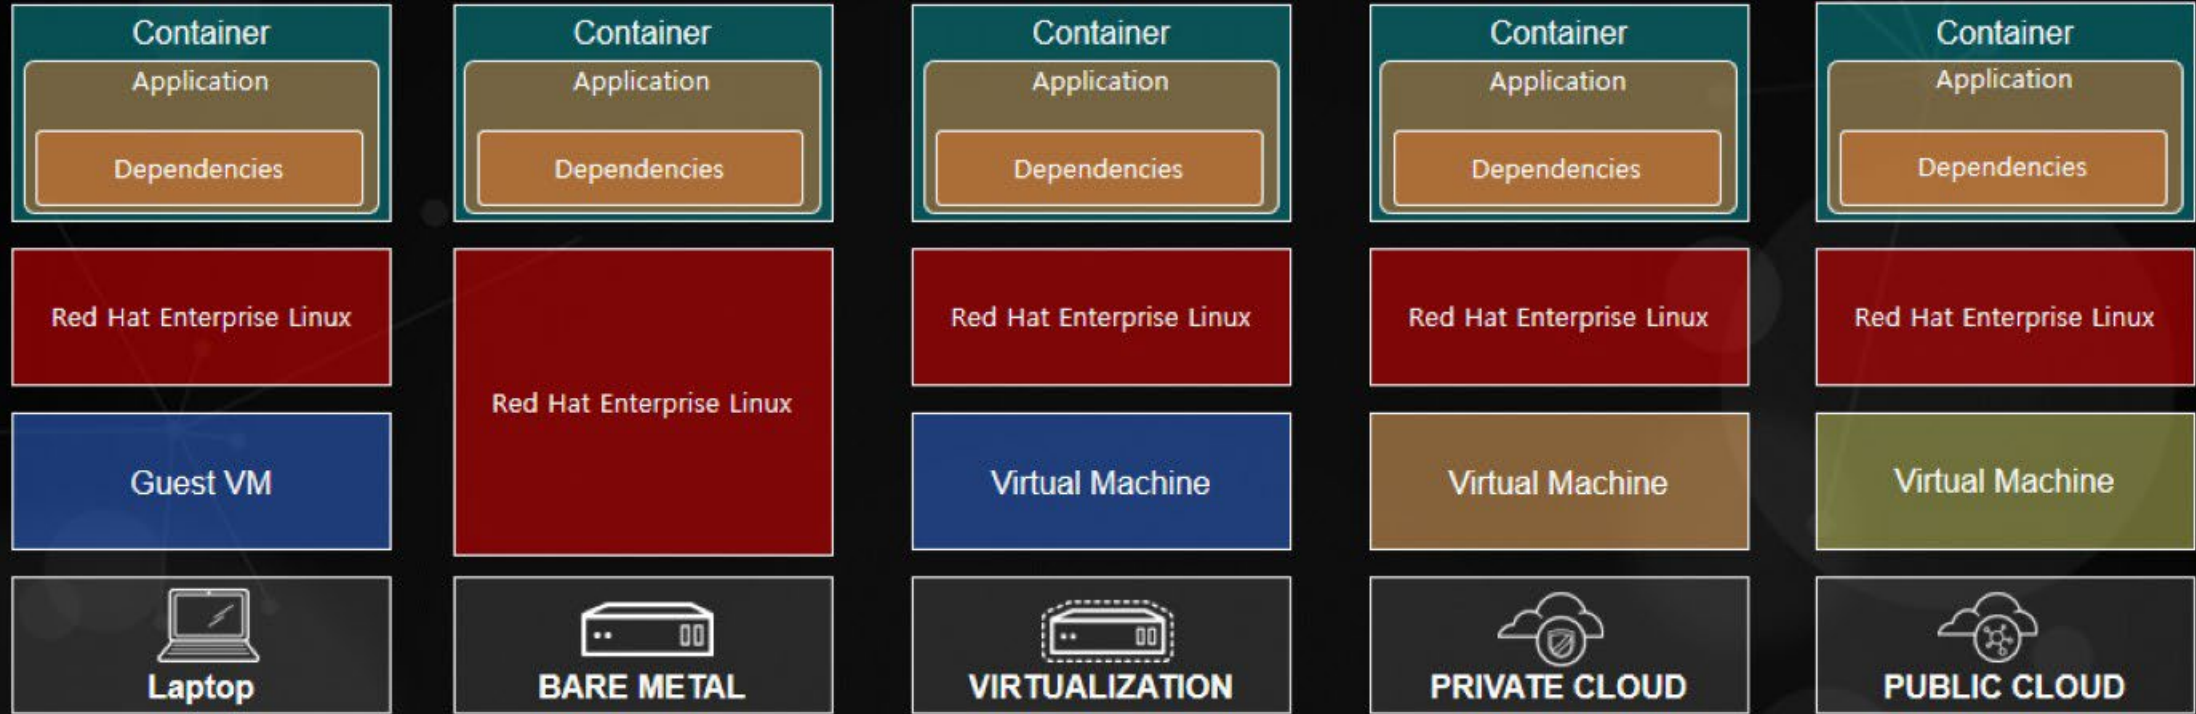 Container
Application
Dependencies
Red Hat Enterprise Linux
Guest VM
Laptop
Container
Application
Dependencies
Red Hat Enterprise Linux
BARE METAL
Container
Application
Dependencies
Red Hat Enterprise Linux
Virtual Machine
VIRTUALIZATION
Container
Application
Dependencies
Red Hat Enterprise Linux
Virtual Machine
PRIVATE CLOUD
Container
Application
Dependencies
Red Hat Enterprise Linux
Virtual Machine
PUBLIC CLOUD